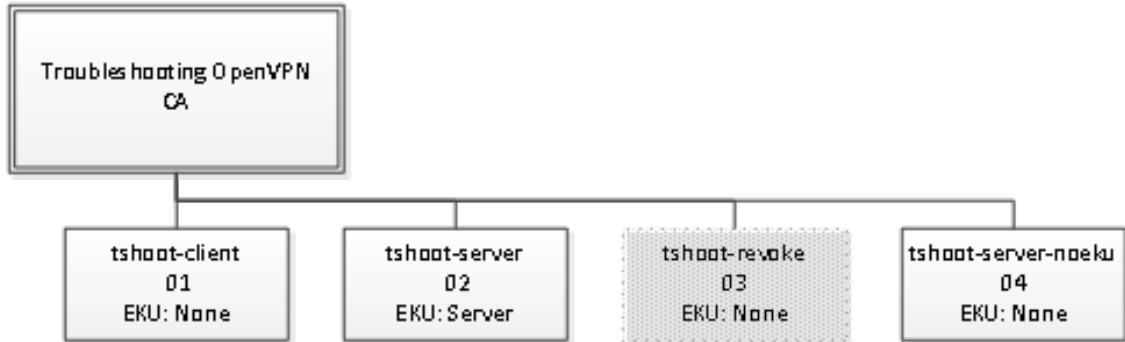 Troubleshooting OpenVPN
CA
tshoot-client
01
EKU: None
tshoot-server
02
EKU: Server
tshoot-revoke
03
EKU: None
tshoot-server-noeku
04
EKU: None